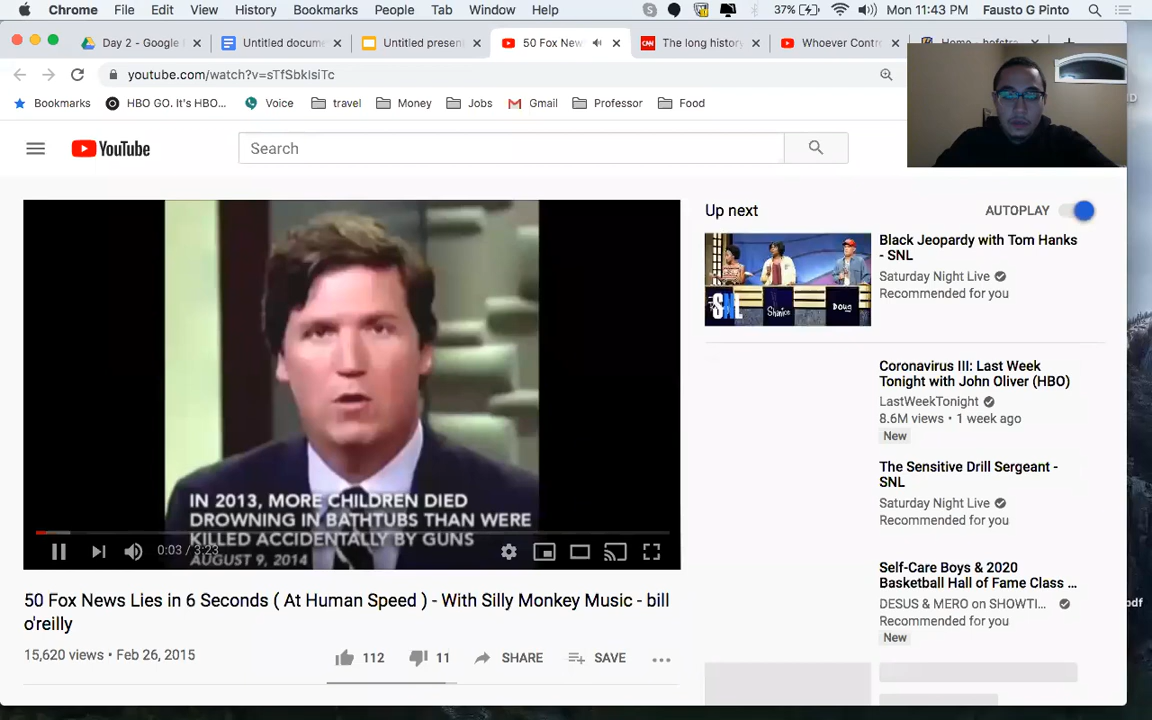 Chrome File Edit View History Bookmarks People Tab Window Help 37% Mon 11:43 PM Fausto G Pinto
Day 2 - Google Untitled docum Untitled presen 50 Fox New The long history Whoever Contr
youtube.com/watch?v=sTfSbkIsiTc
Bookmarks HBO GO. It's HBO... Voice travel Money Jobs Gmail Professor Food
YouTube
Search
Up next
AUTOPLAY
Black Jeopardy with Tom Hanks
- SNL
Saturday Night Live
Recommended for you
SNL Shanice Doug
Coronavirus III: Last Week
Tonight with John Oliver (HBO)
LastWeekTonight
8.6M views • 1 week ago
New
The Sensitive Drill Sergeant -
SNL
Saturday Night Live
Recommended for you
Self-Care Boys & 2020
Basketball Hall of Fame Class ...
DESUS & MERO on SHOWTI...
Recommended for you
New
IN 2013, MORE CHILDREN DIED
DROWNING IN BATHTUBS THAN WERE
KILLED ACCIDENTALLY BY GUNS
AUGUST 9, 2014
0:03 / 3:23
50 Fox News Lies in 6 Seconds ( At Human Speed ) - With Silly Monkey Music - bill
o'reilly
15,620 views • Feb 26, 2015
112 11 SHARE SAVE